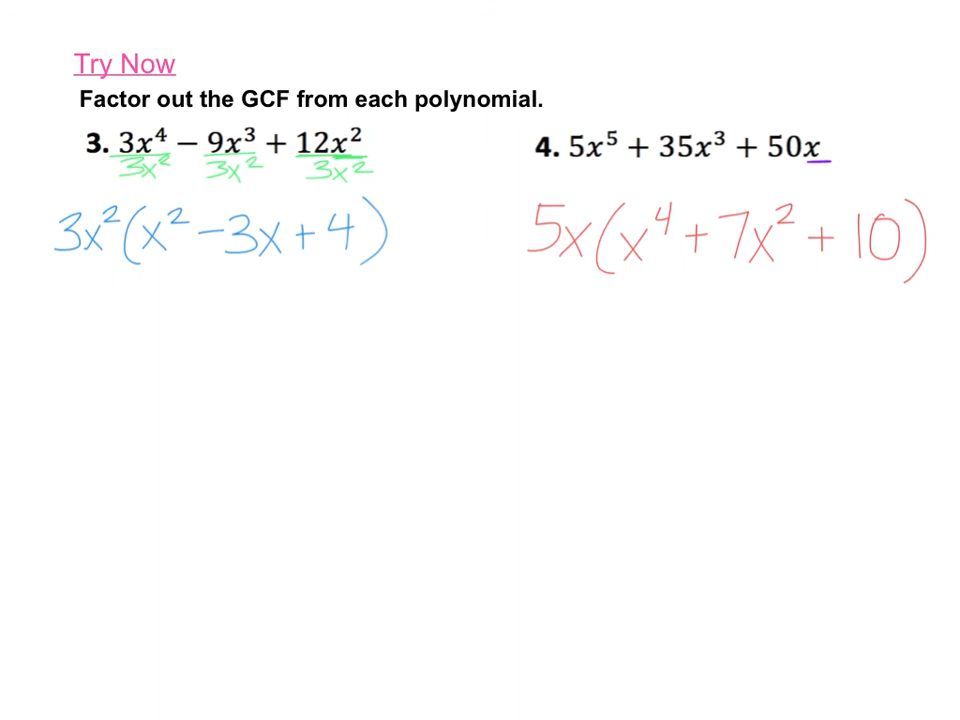 Try Now
Factor out the GCF from each polynomial.
3. 3x⁴ − 9x³ + 12x²
3x² 3x² 3x²
3x²(x² − 3x + 4)
4. 5x⁵ + 35x³ + 50x
5x(x⁴ + 7x² + 10)